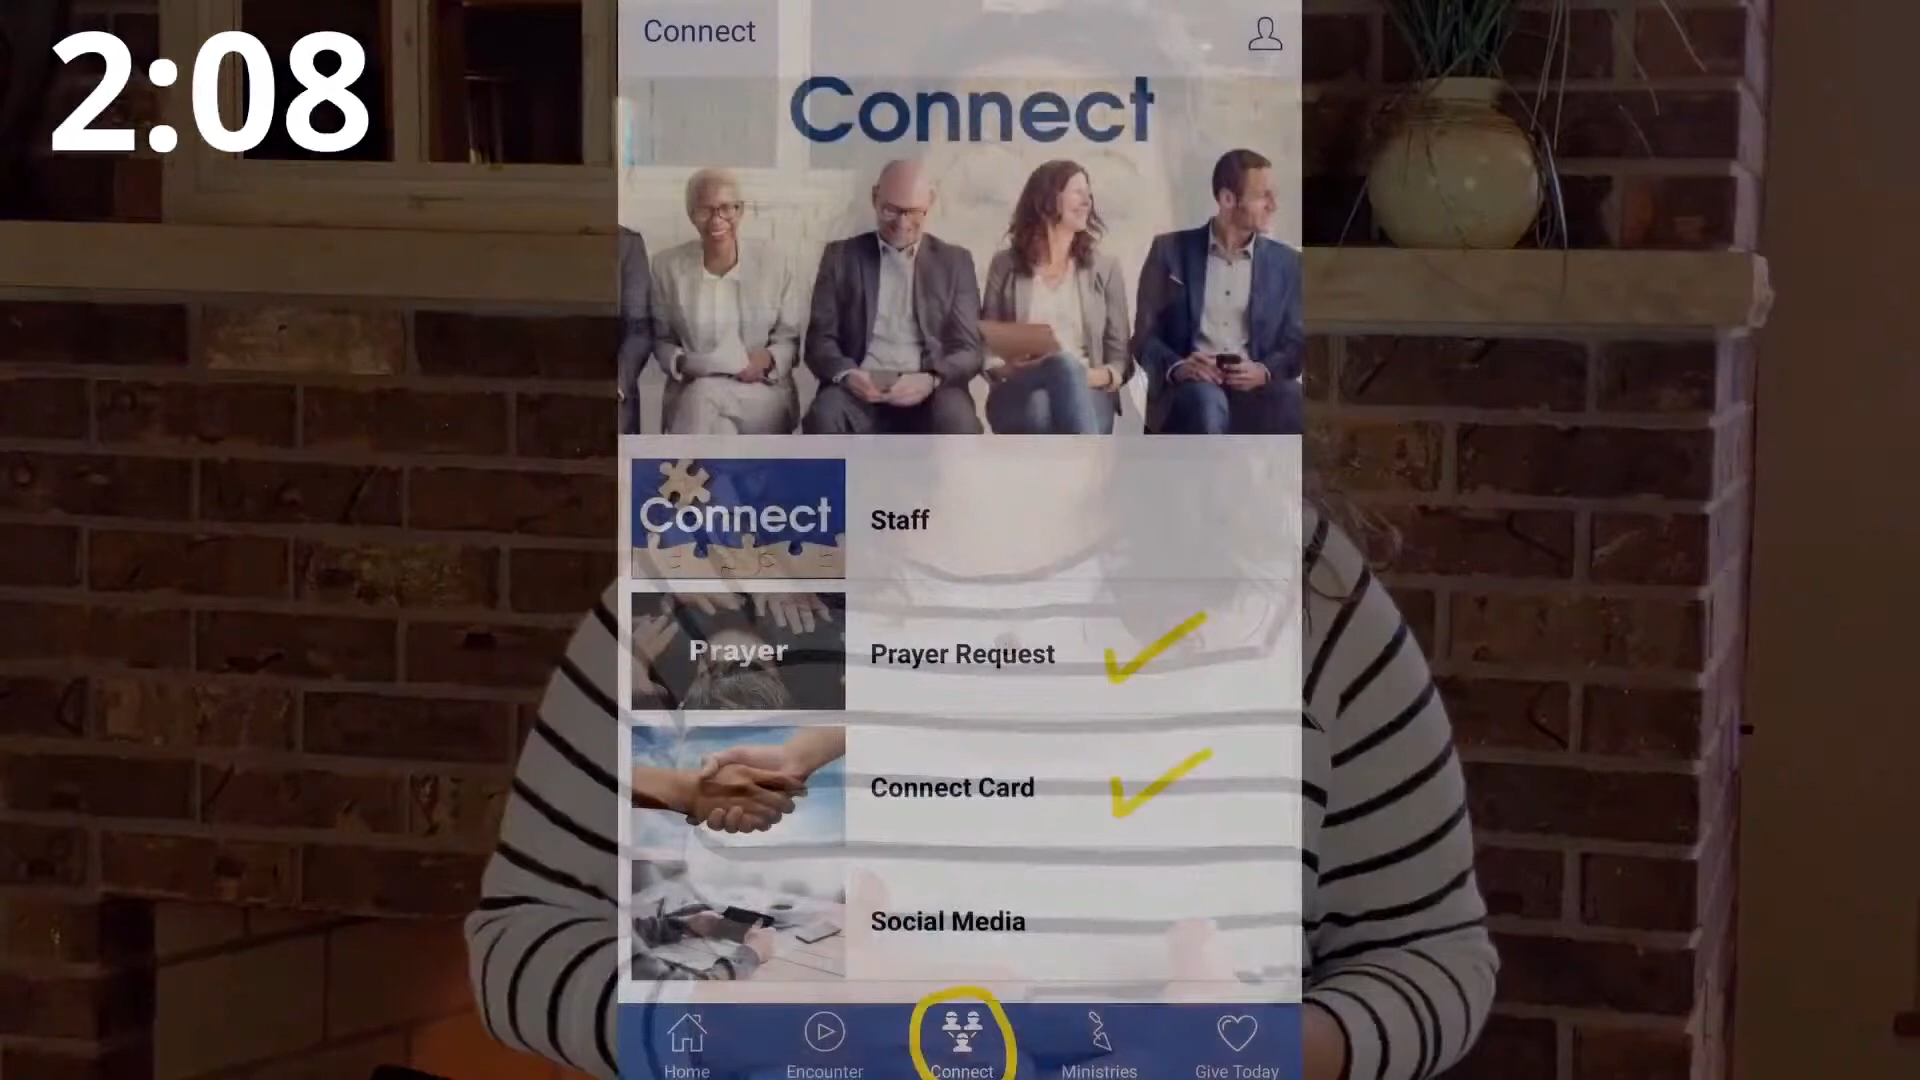 2:08
Connect
Connect
Connect
Staff
Prayer
Prayer Request
Connect Card
Social Media
Home
Encounter
Connect
Ministries
Give Today